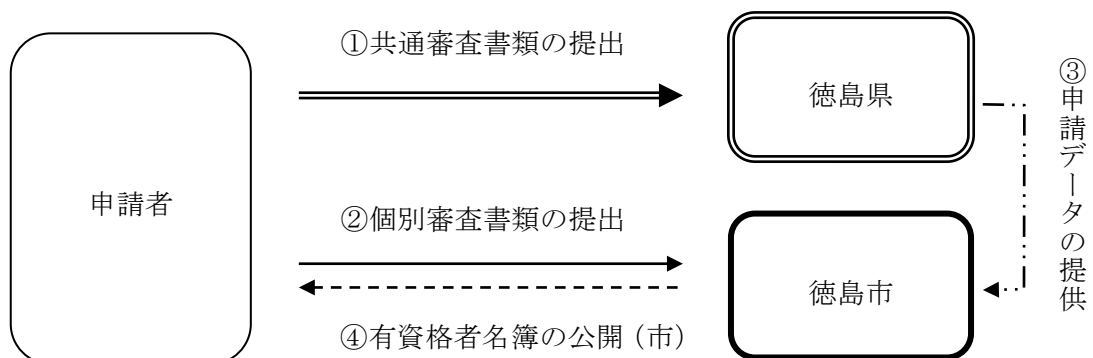 ①共通審査書類の提出
徳島県
③申請データの提供
申請者
②個別審査書類の提出
徳島市
④有資格者名簿の公開（市）